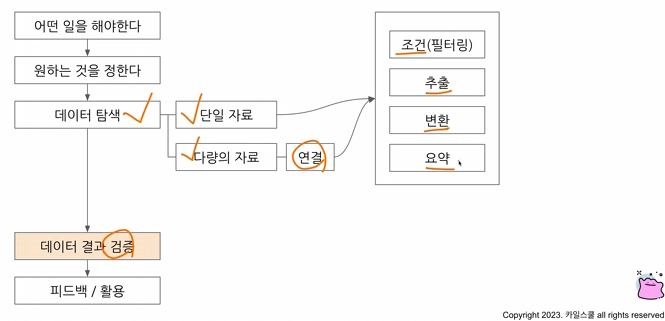 어떤 일을 해야한다
원하는 것을 정한다
데이터 탐색
단일 자료
다량의 자료
연결
조건(필터링)
추출
변환
요약
데이터 결과 검증
피드백 / 활용
Copyright 2023. 카일스쿨 all rights reserved